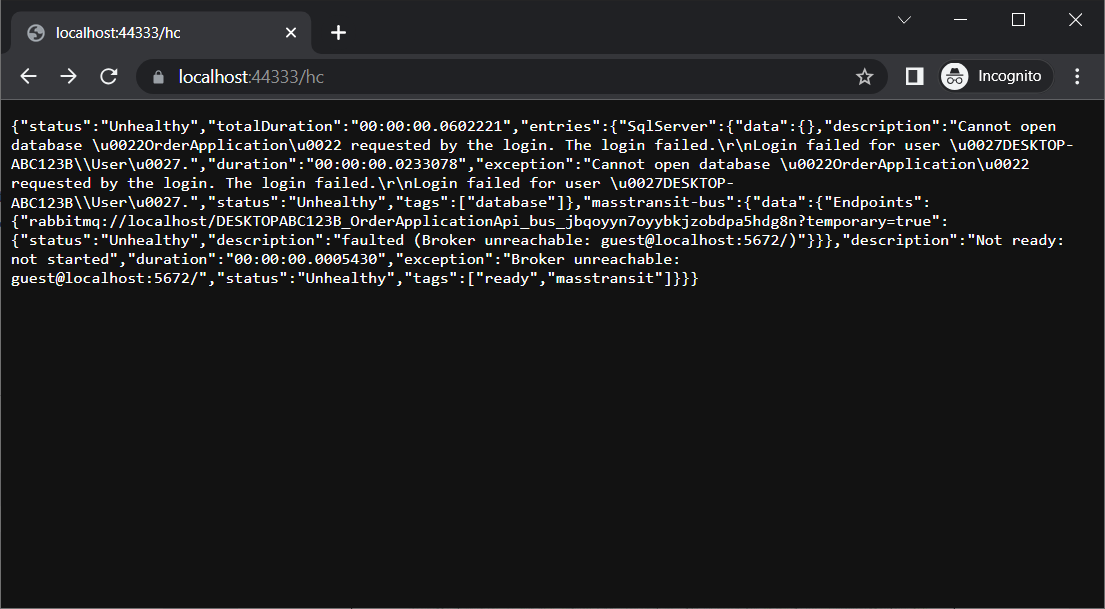 localhost:44333/hc
localhost:44333/hc
Incognito
{"status":"Unhealthy","totalDuration":"00:00:00.0602221","entries":{"SqlServer":{"data":{},"description":"Cannot open
database \u0022OrderApplication\u0022 requested by the login. The login failed.\r\nLogin failed for user \u0027DESKTOP-
ABC123B\\User\u0027.","duration":"00:00:00.0233078","exception":"Cannot open database \u0022OrderApplication\u0022
requested by the login. The login failed.\r\nLogin failed for user \u0027DESKTOP-
ABC123B\\User\u0027.","status":"Unhealthy","tags":["database"]},"masstransit-bus":{"data":{"Endpoints":
{"rabbitmq://localhost/DESKTOPABC123B_OrderApplicationApi_bus_jbqoyyn7oyybkjzobdpa5hdg8n?temporary=true":
{"status":"Unhealthy","description":"faulted (Broker unreachable: guest@localhost:5672/)"}}},"description":"Not ready:
not started","duration":"00:00:00.0005430","exception":"Broker unreachable:
guest@localhost:5672/","status":"Unhealthy","tags":["ready","masstransit"]}}}